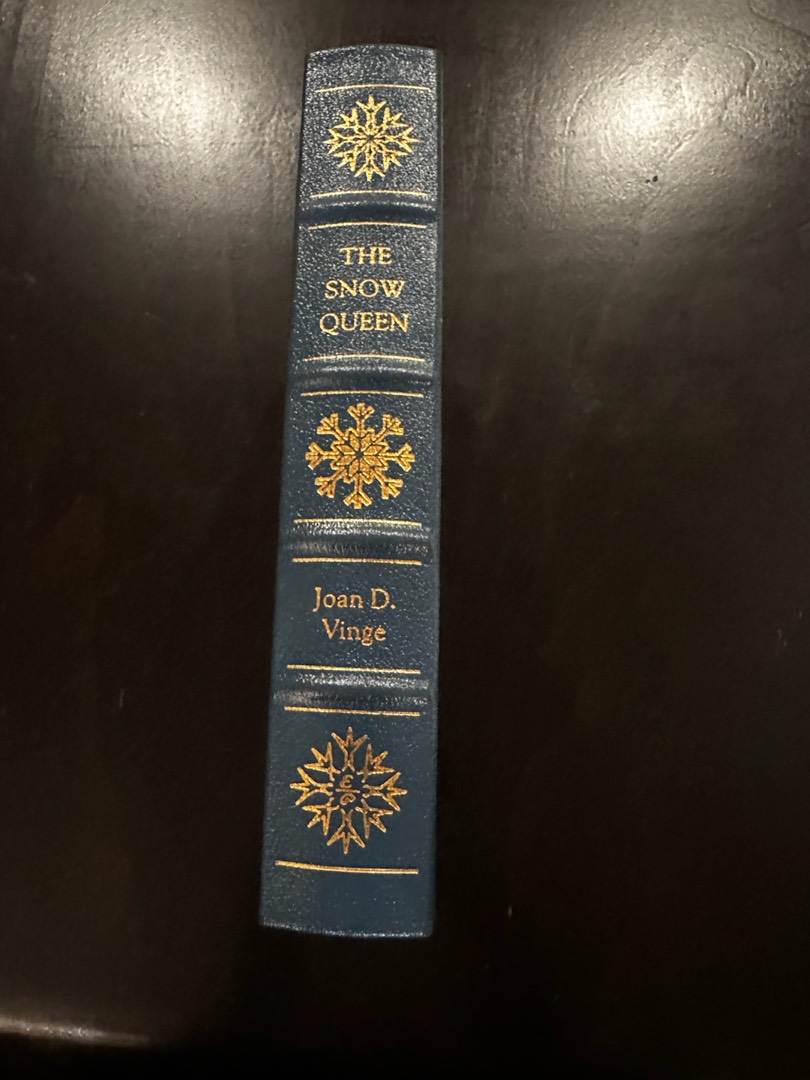 THE
SNOW
QUEEN
Joan D.
Vinge